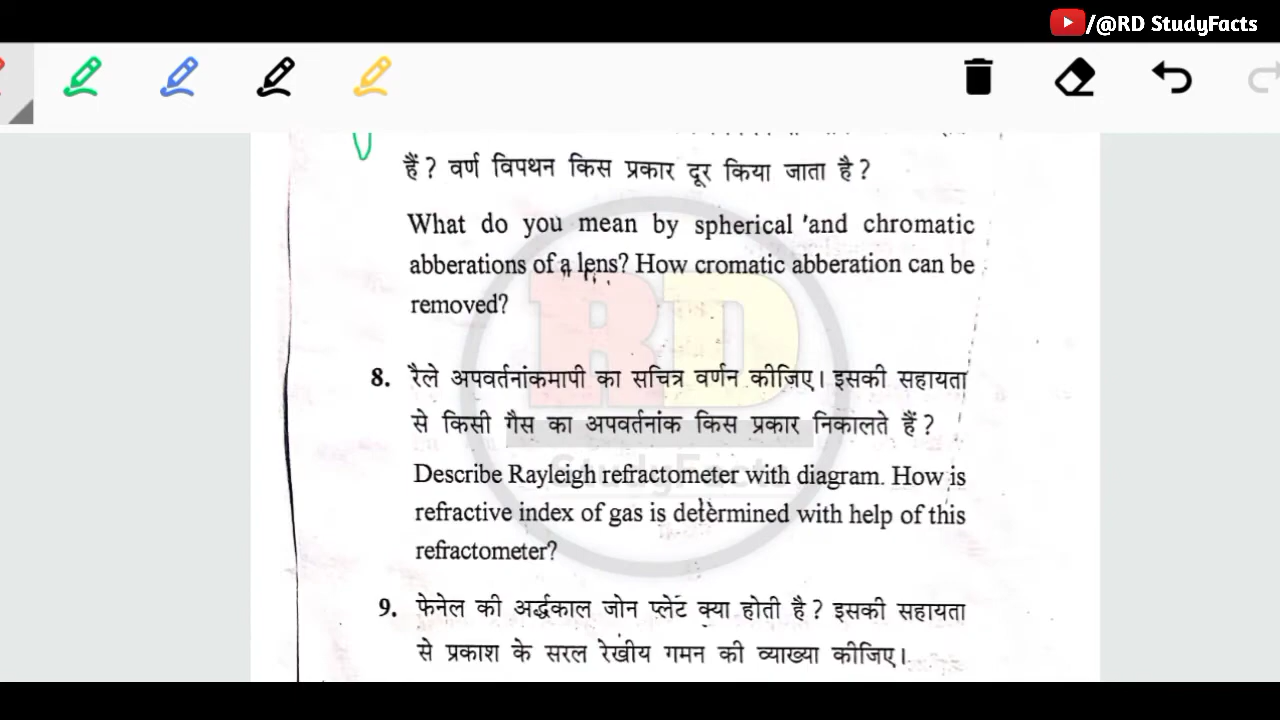 /@RD StudyFacts
हैं? वर्ण विपथन किस प्रकार दूर किया जाता है?
What do you mean by spherical and chromatic
abberations of a lens? How cromatic abberation can be
removed?
8. रैले अपवर्तनांकमापी का सचित्र वर्णन कीजिए। इसकी सहायता
से किसी गैस का अपवर्तनांक किस प्रकार निकालते हैं?
Describe Rayleigh refractometer with diagram. How is
refractive index of gas is determined with help of this
refractometer?
9. फेनेल की अर्द्धकाल जोन प्लेट क्या होती है? इसकी सहायता
से प्रकाश के सरल रेखीय गमन की व्याख्या कीजिए।
RD
StudyFacts